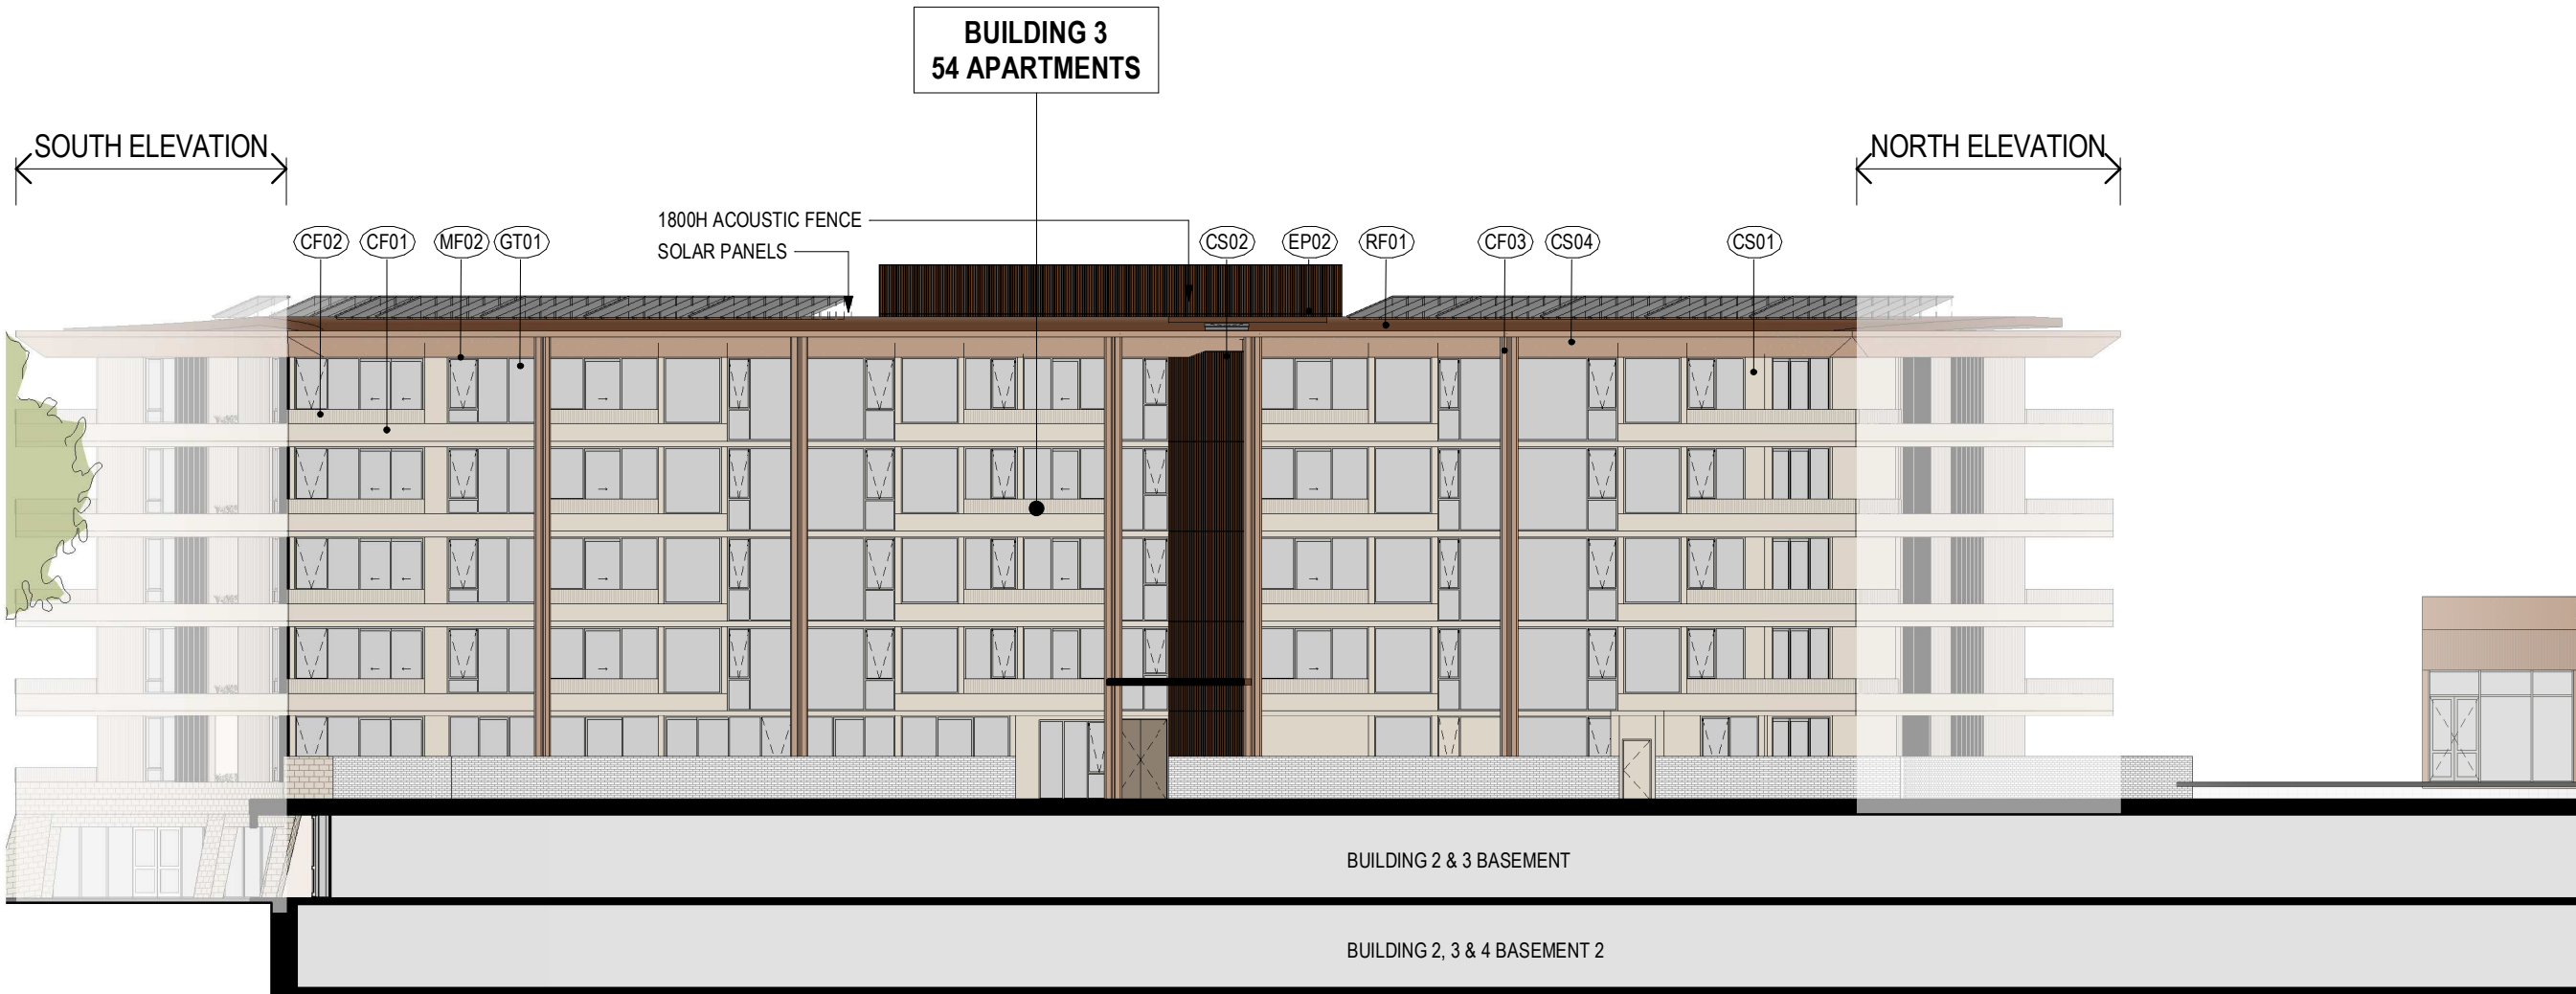 BUILDING 3
54 APARTMENTS
SOUTH ELEVATION
NORTH ELEVATION
1800H ACOUSTIC FENCE
SOLAR PANELS
CF02
CF01
MF02
GT01
CS02
EP02
RF01
CF03
CS04
CS01
BUILDING 2 & 3 BASEMENT
BUILDING 2, 3 & 4 BASEMENT 2